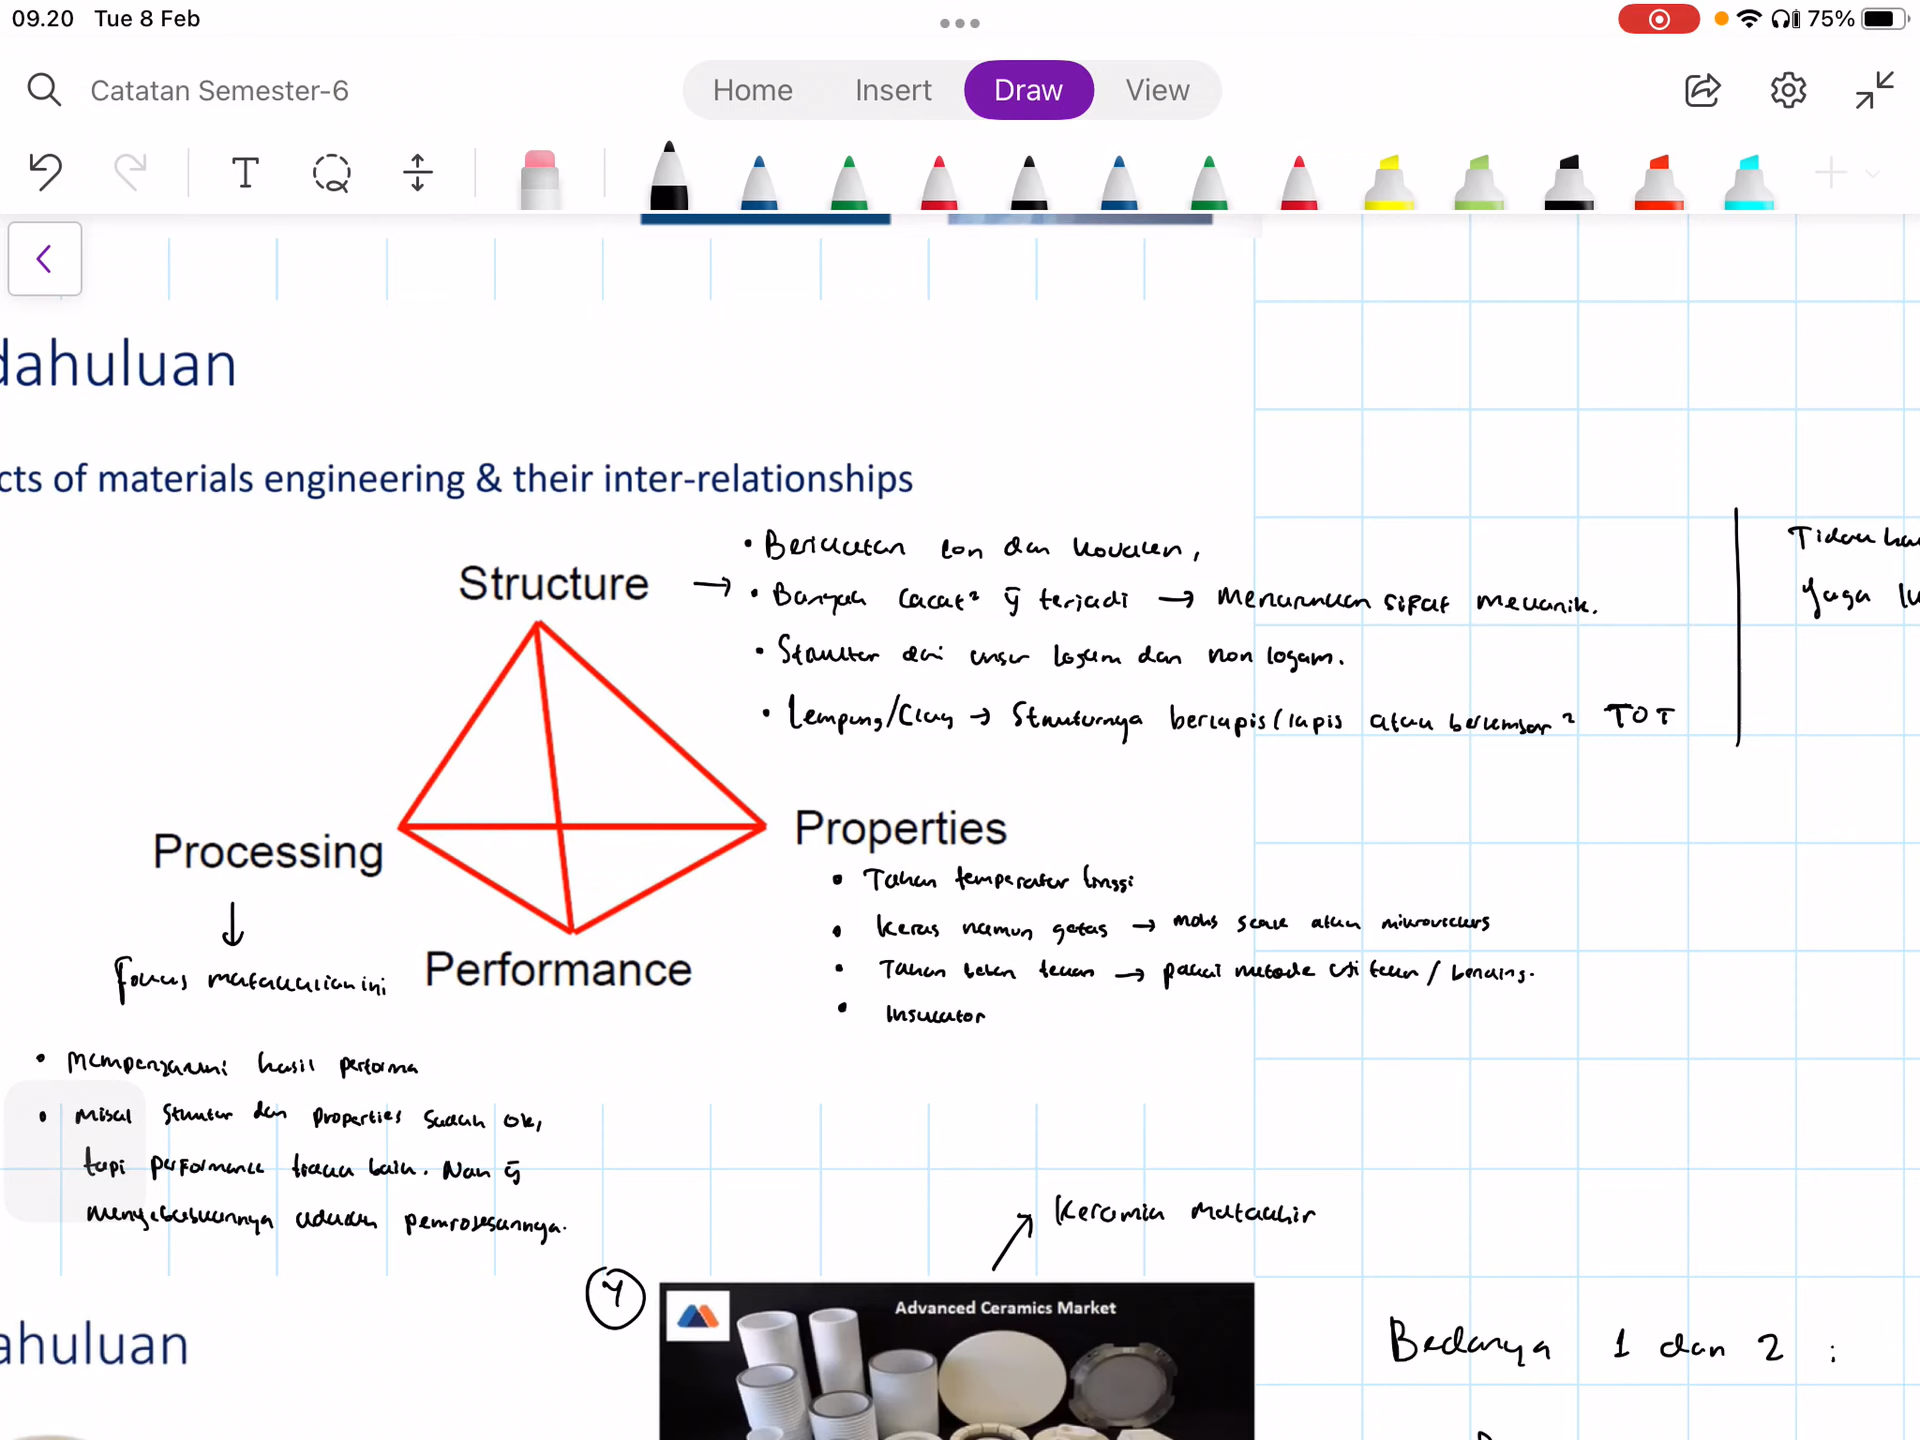 09.20 Tue 8 Feb
75%
Catatan Semester-6
Home Insert Draw View
dahuluan
cts of materials engineering & their inter-relationships
Structure →
• Berikatan ion dan kovalen,
• Banyak cacat² yg terjadi → menurunkan sifat mekanik.
• Struktur dari unsur logam dan non logam.
• Lempung/Clay → Strukturnya berlapis/lapis atau berlembar² TOT
Tidak
Juga
Processing
Properties
• Tahan temperatur tinggi
• Keras namun getas → mohs scale atau microvickers
• Tahan beban tekan → pakai metode uji tekan / bending.
• Insulator
Performance
↓
fokus matakuliah ini
• Mempengaruhi hasil performa
• Misal Struktur dan Properties sudah ok,
tapi performance tidak baik. Nah yg
menyebabkannya adalah pemrosesannya.
Keramik Mutakhir
4
Advanced Ceramics Market
ahuluan
Bedanya 1 dan 2 :